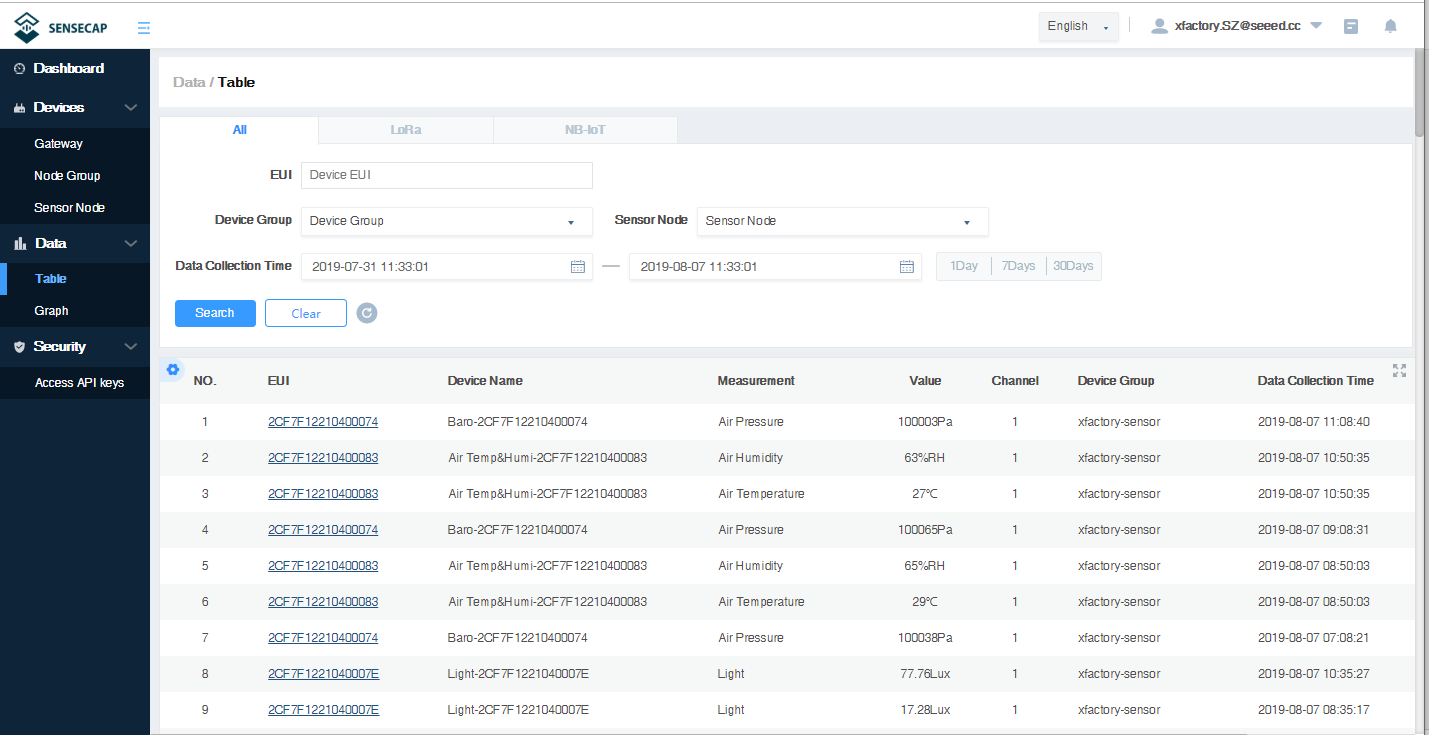 SENSECAP
English
xfactory.SZ@seeed.cc
Dashboard
Devices
Gateway
Node Group
Sensor Node
Data
Table
Graph
Security
Access API keys
Data / Table
All LoRa NB-IoT
EUI Device EUI
Device Group Device Group Sensor Node Sensor Node
Data Collection Time 2019-07-31 11:33:01 — 2019-08-07 11:33:01 1Day 7Days 30Days
Search Clear
NO. EUI Device Name Measurement Value Channel Device Group Data Collection Time
1 2CF7F12210400074 Baro-2CF7F12210400074 Air Pressure 100003Pa 1 xfactory-sensor 2019-08-07 11:08:40
2 2CF7F12210400083 Air Temp&Humi-2CF7F12210400083 Air Humidity 63%RH 1 xfactory-sensor 2019-08-07 10:50:35
3 2CF7F12210400083 Air Temp&Humi-2CF7F12210400083 Air Temperature 27℃ 1 xfactory-sensor 2019-08-07 10:50:35
4 2CF7F12210400074 Baro-2CF7F12210400074 Air Pressure 100065Pa 1 xfactory-sensor 2019-08-07 09:08:31
5 2CF7F12210400083 Air Temp&Humi-2CF7F12210400083 Air Humidity 65%RH 1 xfactory-sensor 2019-08-07 08:50:03
6 2CF7F12210400083 Air Temp&Humi-2CF7F12210400083 Air Temperature 29℃ 1 xfactory-sensor 2019-08-07 08:50:03
7 2CF7F12210400074 Baro-2CF7F12210400074 Air Pressure 100038Pa 1 xfactory-sensor 2019-08-07 07:08:21
8 2CF7F1221040007E Light-2CF7F1221040007E Light 77.76Lux 1 xfactory-sensor 2019-08-07 10:35:27
9 2CF7F1221040007E Light-2CF7F1221040007E Light 17.28Lux 1 xfactory-sensor 2019-08-07 08:35:17